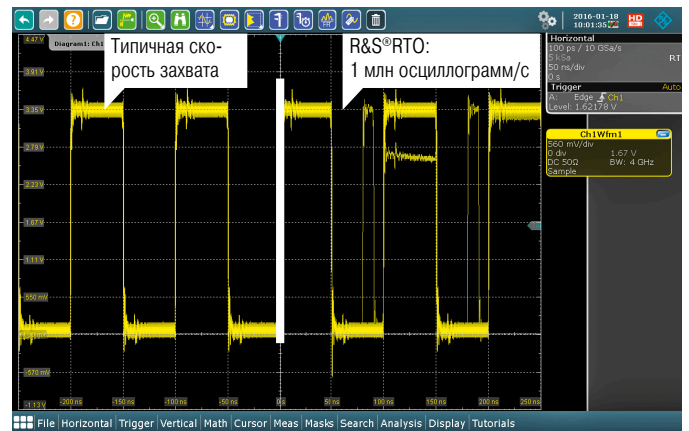 2016-01-18
10:01:35
HD
4.47 V
Diagram1: Ch1
Типичная ско-
рость захвата
R&S®RTO:
1 млн осциллограмм/с
3.91 V
3.35 V
2.79 V
2.23 V
1.67 V
1.11 V
550 mV
-570 mV
-1.13 V
-200 ns
-150 ns
-100 ns
-50 ns
0 s
50 ns
100 ns
150 ns
200 ns
250 ns
Horizontal
100 ps / 10 GSa/s
5 kSa
RT
50 ns/div
0 s
Trigger
Auto
A: Edge Ch1
Level: 1.62178 V
Ch1Wfm1
560 mV/div
0 div
1.67 V
DC 50Ω
BW: 4 GHz
Sample
File
Horizontal
Trigger
Vertical
Math
Cursor
Meas
Masks
Search
Analysis
Display
Tutorials